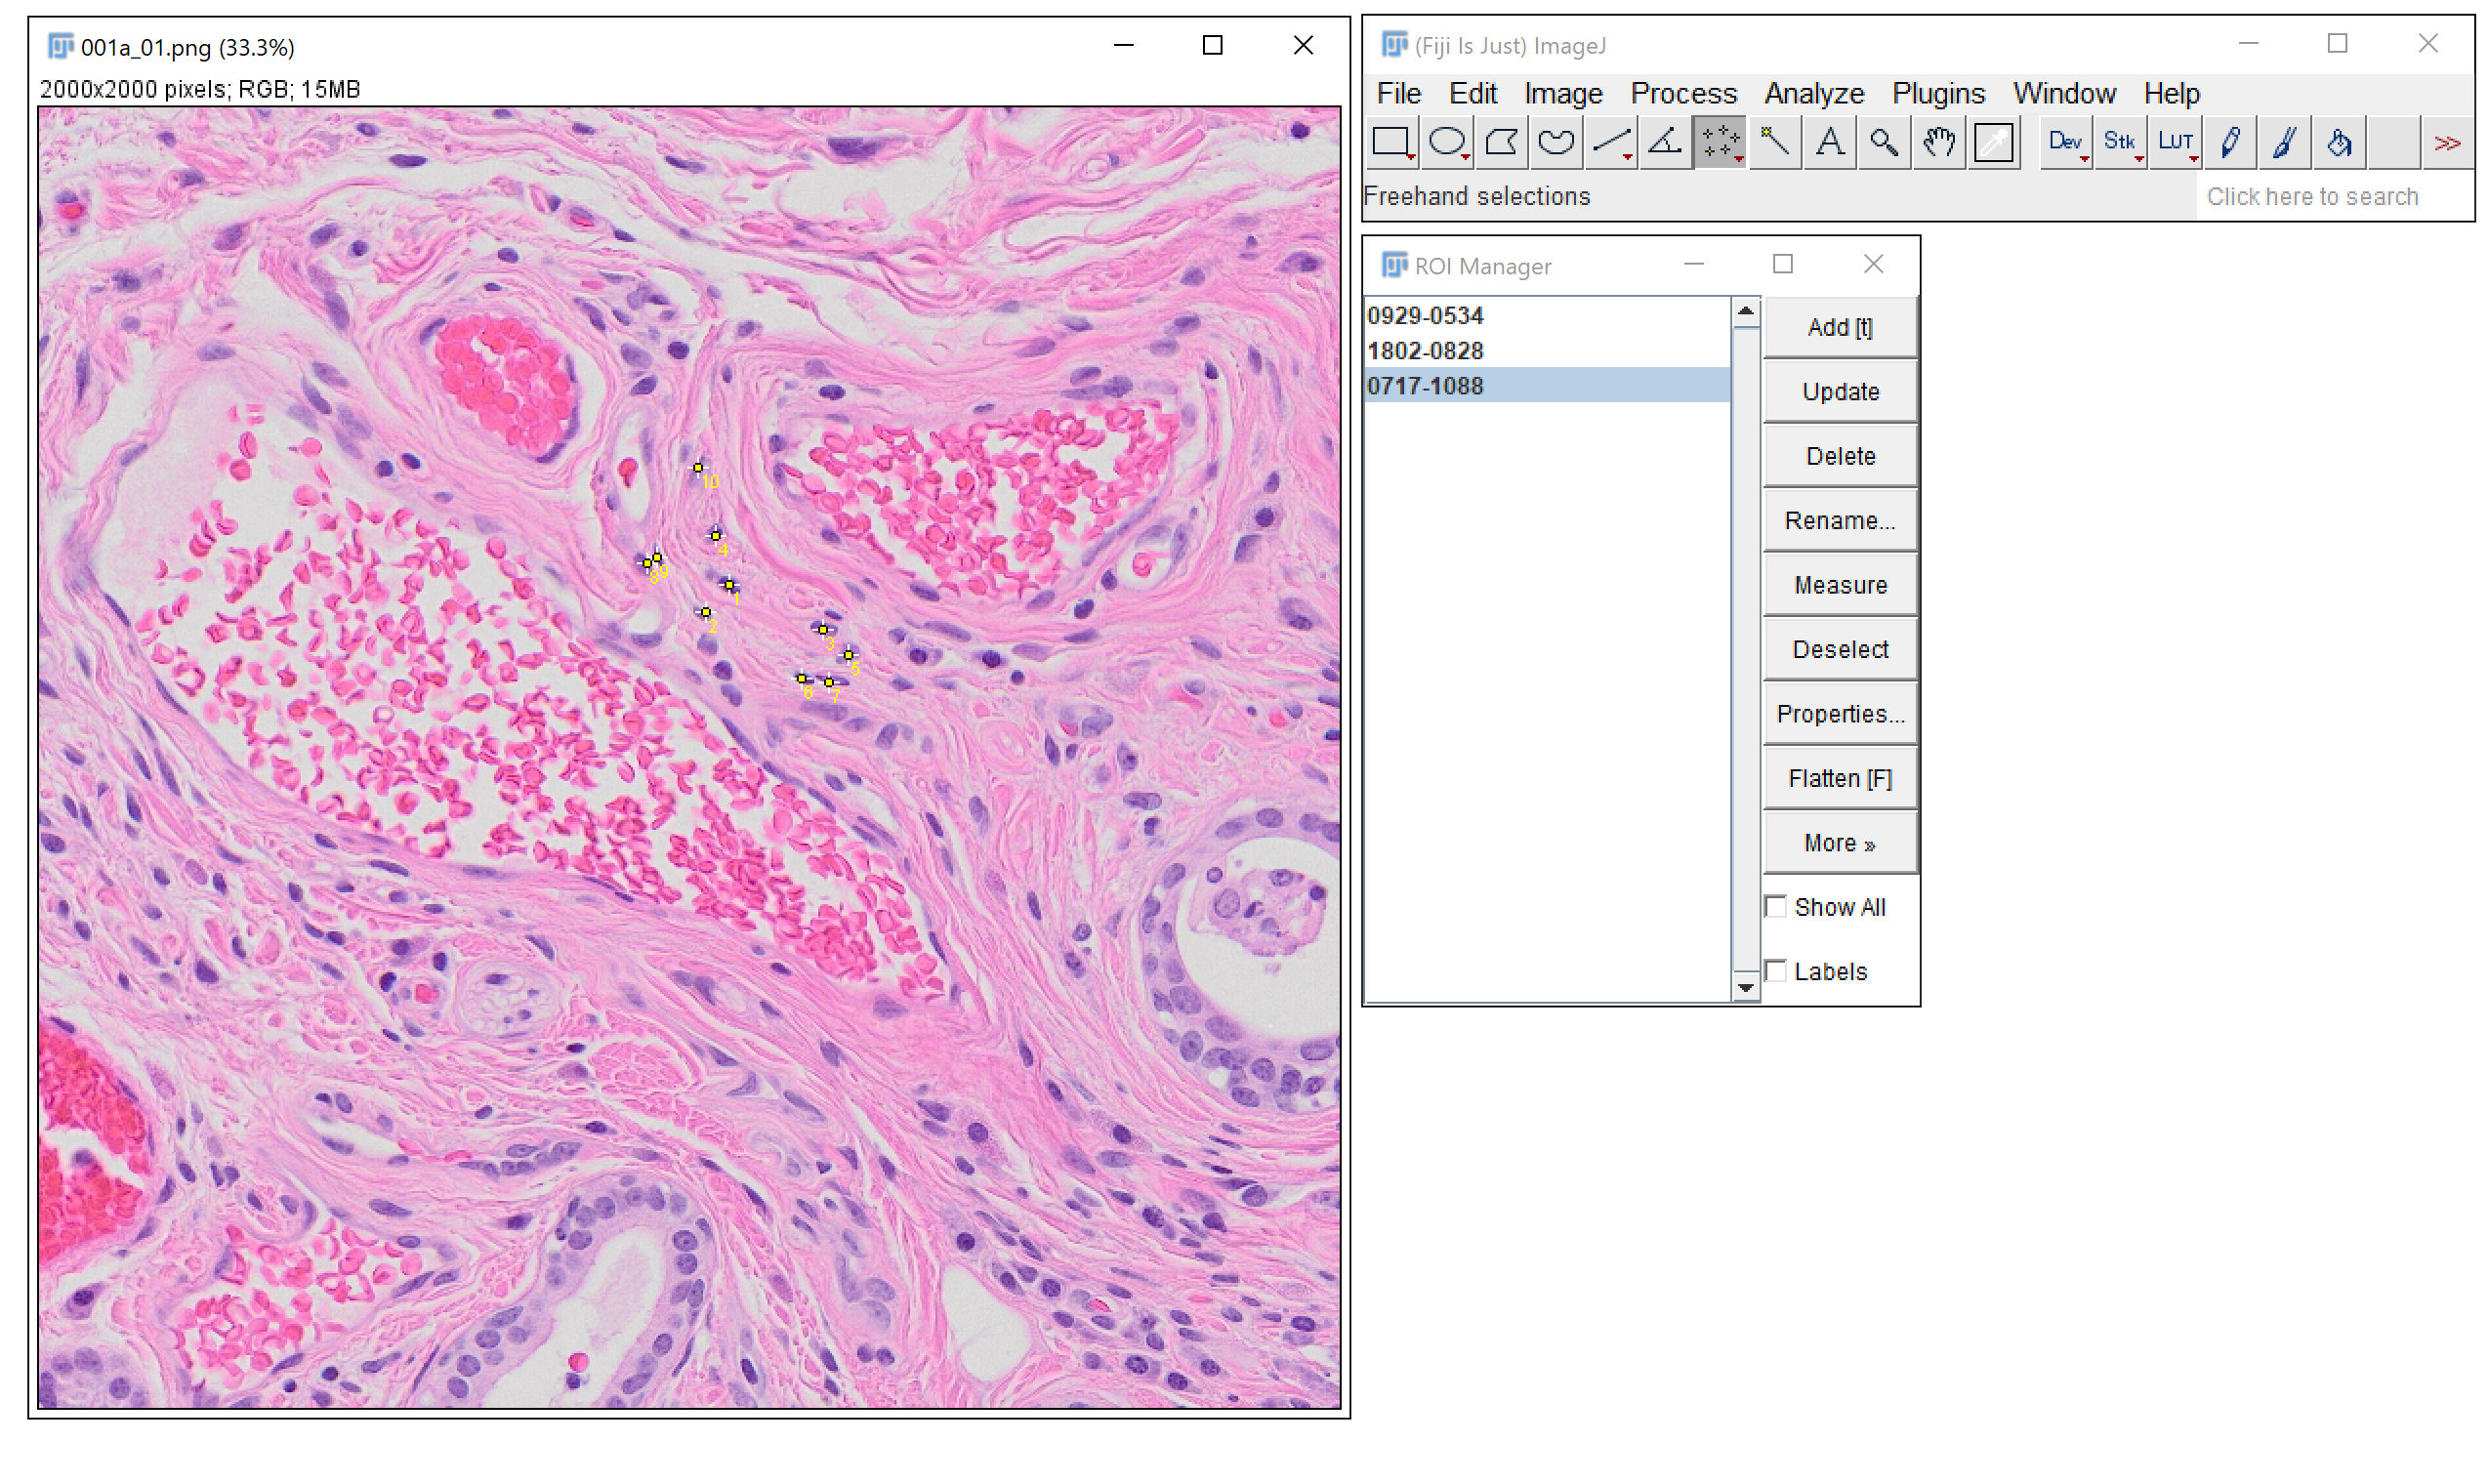 001a_01.png (33.3%)
2000x2000 pixels; RGB; 15MB
10
4
8
9
1
2
3
5
6
7
(Fiji Is Just) ImageJ
File Edit Image Process Analyze Plugins Window Help
A Dev Stk LUT >>
Freehand selections
Click here to search
ROI Manager
0929-0534
1802-0828
0717-1088
Add [t]
Update
Delete
Rename...
Measure
Deselect
Properties...
Flatten [F]
More »
Show All
Labels